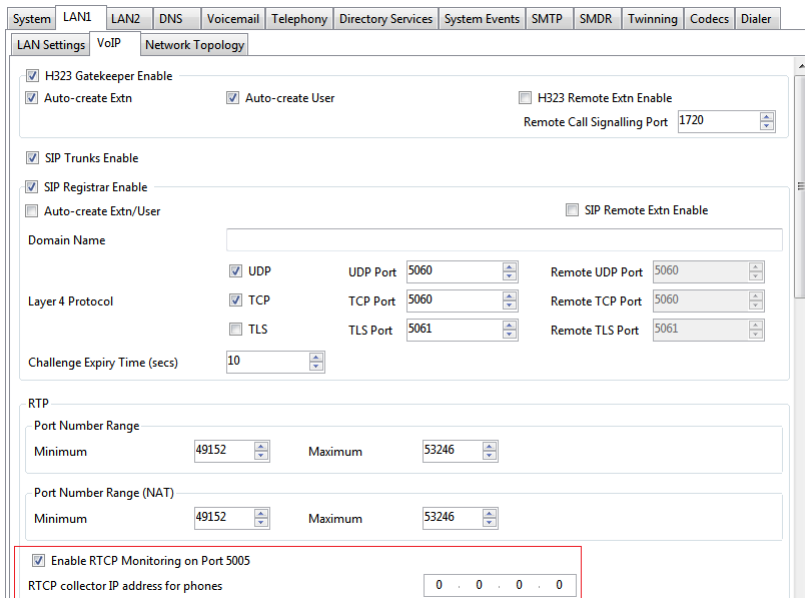 System LAN1 LAN2 DNS Voicemail Telephony Directory Services System Events SMTP SMDR Twinning Codecs Dialer
LAN Settings VoIP Network Topology
H323 Gatekeeper Enable
Auto-create Extn Auto-create User H323 Remote Extn Enable
Remote Call Signalling Port 1720
SIP Trunks Enable
SIP Registrar Enable
Auto-create Extn/User SIP Remote Extn Enable
Domain Name
UDP UDP Port 5060 Remote UDP Port 5060
Layer 4 Protocol TCP TCP Port 5060 Remote TCP Port 5060
TLS TLS Port 5061 Remote TLS Port 5061
Challenge Expiry Time (secs) 10
RTP
Port Number Range
Minimum 49152 Maximum 53246
Port Number Range (NAT)
Minimum 49152 Maximum 53246
Enable RTCP Monitoring on Port 5005
RTCP collector IP address for phones 0 . 0 . 0 . 0